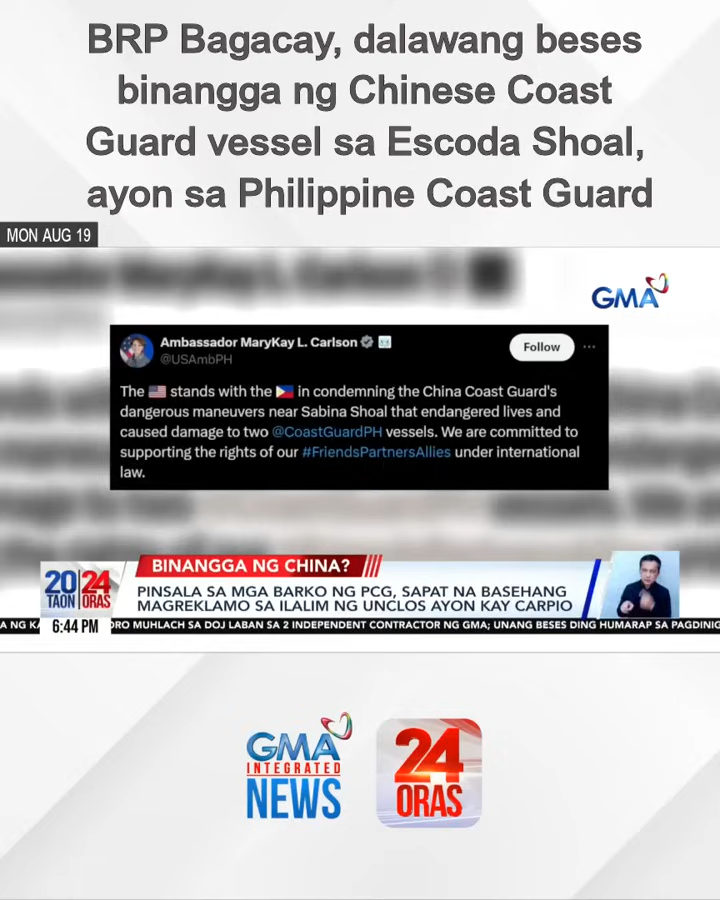 BRP Bagacay, dalawang beses
binangga ng Chinese Coast
Guard vessel sa Escoda Shoal,
ayon sa Philippine Coast Guard
MON AUG 19
GMA
Ambassador MaryKay L. Carlson
@USAmbPH
Follow
The 🇺🇸 stands with the 🇵🇭 in condemning the China Coast Guard's
dangerous maneuvers near Sabina Shoal that endangered lives and
caused damage to two @CoastGuardPH vessels. We are committed to
supporting the rights of our #FriendsPartnersAllies under international
law.
BINANGGA NG CHINA?
20 24
TAON ORAS
PINSALA SA MGA BARKO NG PCG, SAPAT NA BASEHANG
MAGREKLAMO SA ILALIM NG UNCLOS AYON KAY CARPIO
6:44 PM
MUHLACH SA DOJ LABAN SA 2 INDEPENDENT CONTRACTOR NG GMA; UNANG BESES DING HUMARAP SA
GMA
INTEGRATED
NEWS
24
ORAS